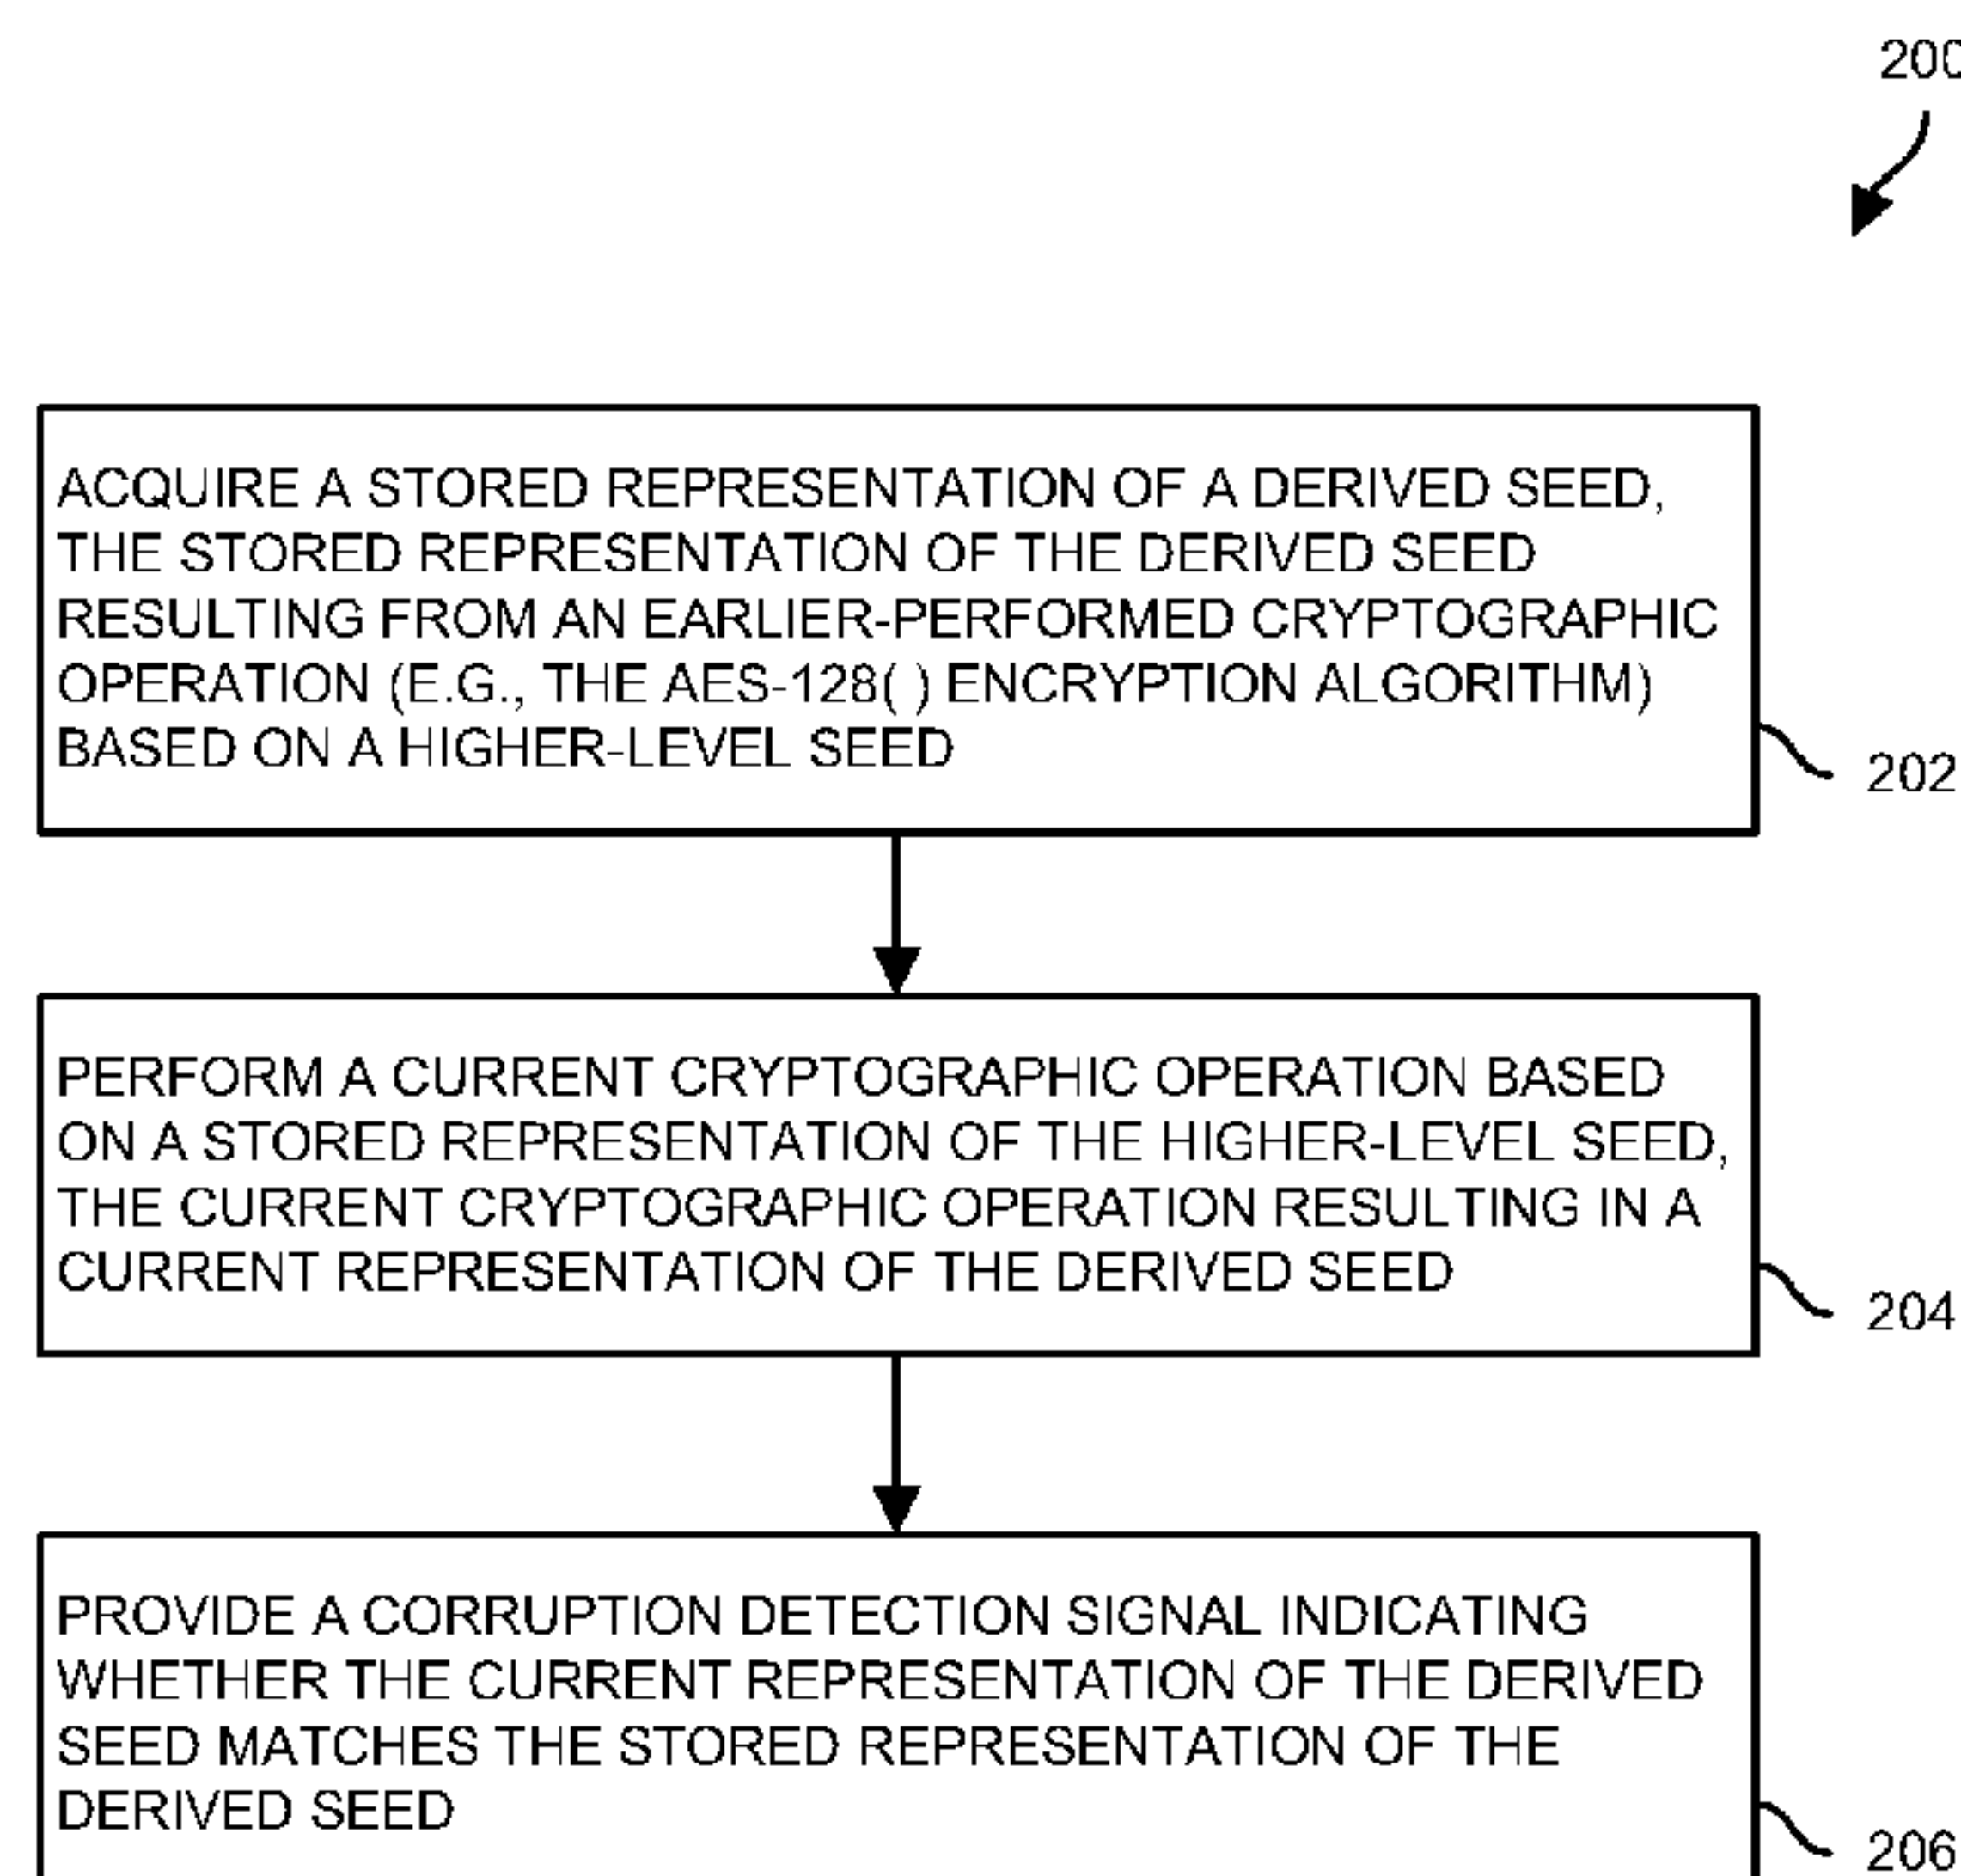 200
ACQUIRE A STORED REPRESENTATION OF A DERIVED SEED,
THE STORED REPRESENTATION OF THE DERIVED SEED
RESULTING FROM AN EARLIER-PERFORMED CRYPTOGRAPHIC
OPERATION (E.G., THE AES-128( ) ENCRYPTION ALGORITHM)
BASED ON A HIGHER-LEVEL SEED
202
PERFORM A CURRENT CRYPTOGRAPHIC OPERATION BASED
ON A STORED REPRESENTATION OF THE HIGHER-LEVEL SEED,
THE CURRENT CRYPTOGRAPHIC OPERATION RESULTING IN A
CURRENT REPRESENTATION OF THE DERIVED SEED
204
PROVIDE A CORRUPTION DETECTION SIGNAL INDICATING
WHETHER THE CURRENT REPRESENTATION OF THE DERIVED
SEED MATCHES THE STORED REPRESENTATION OF THE
DERIVED SEED
206